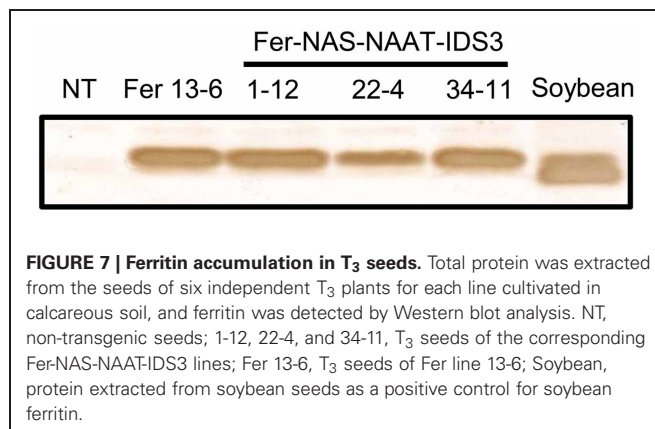 Fer-NAS-NAAT-IDS3
NT Fer 13-6 1-12 22-4 34-11 Soybean
FIGURE 7 | Ferritin accumulation in T₃ seeds. Total protein was extracted
from the seeds of six independent T₃ plants for each line cultivated in
calcareous soil, and ferritin was detected by Western blot analysis. NT,
non-transgenic seeds; 1-12, 22-4, and 34-11, T₃ seeds of the corresponding
Fer-NAS-NAAT-IDS3 lines; Fer 13-6, T₃ seeds of Fer line 13-6; Soybean,
protein extracted from soybean seeds as a positive control for soybean
ferritin.